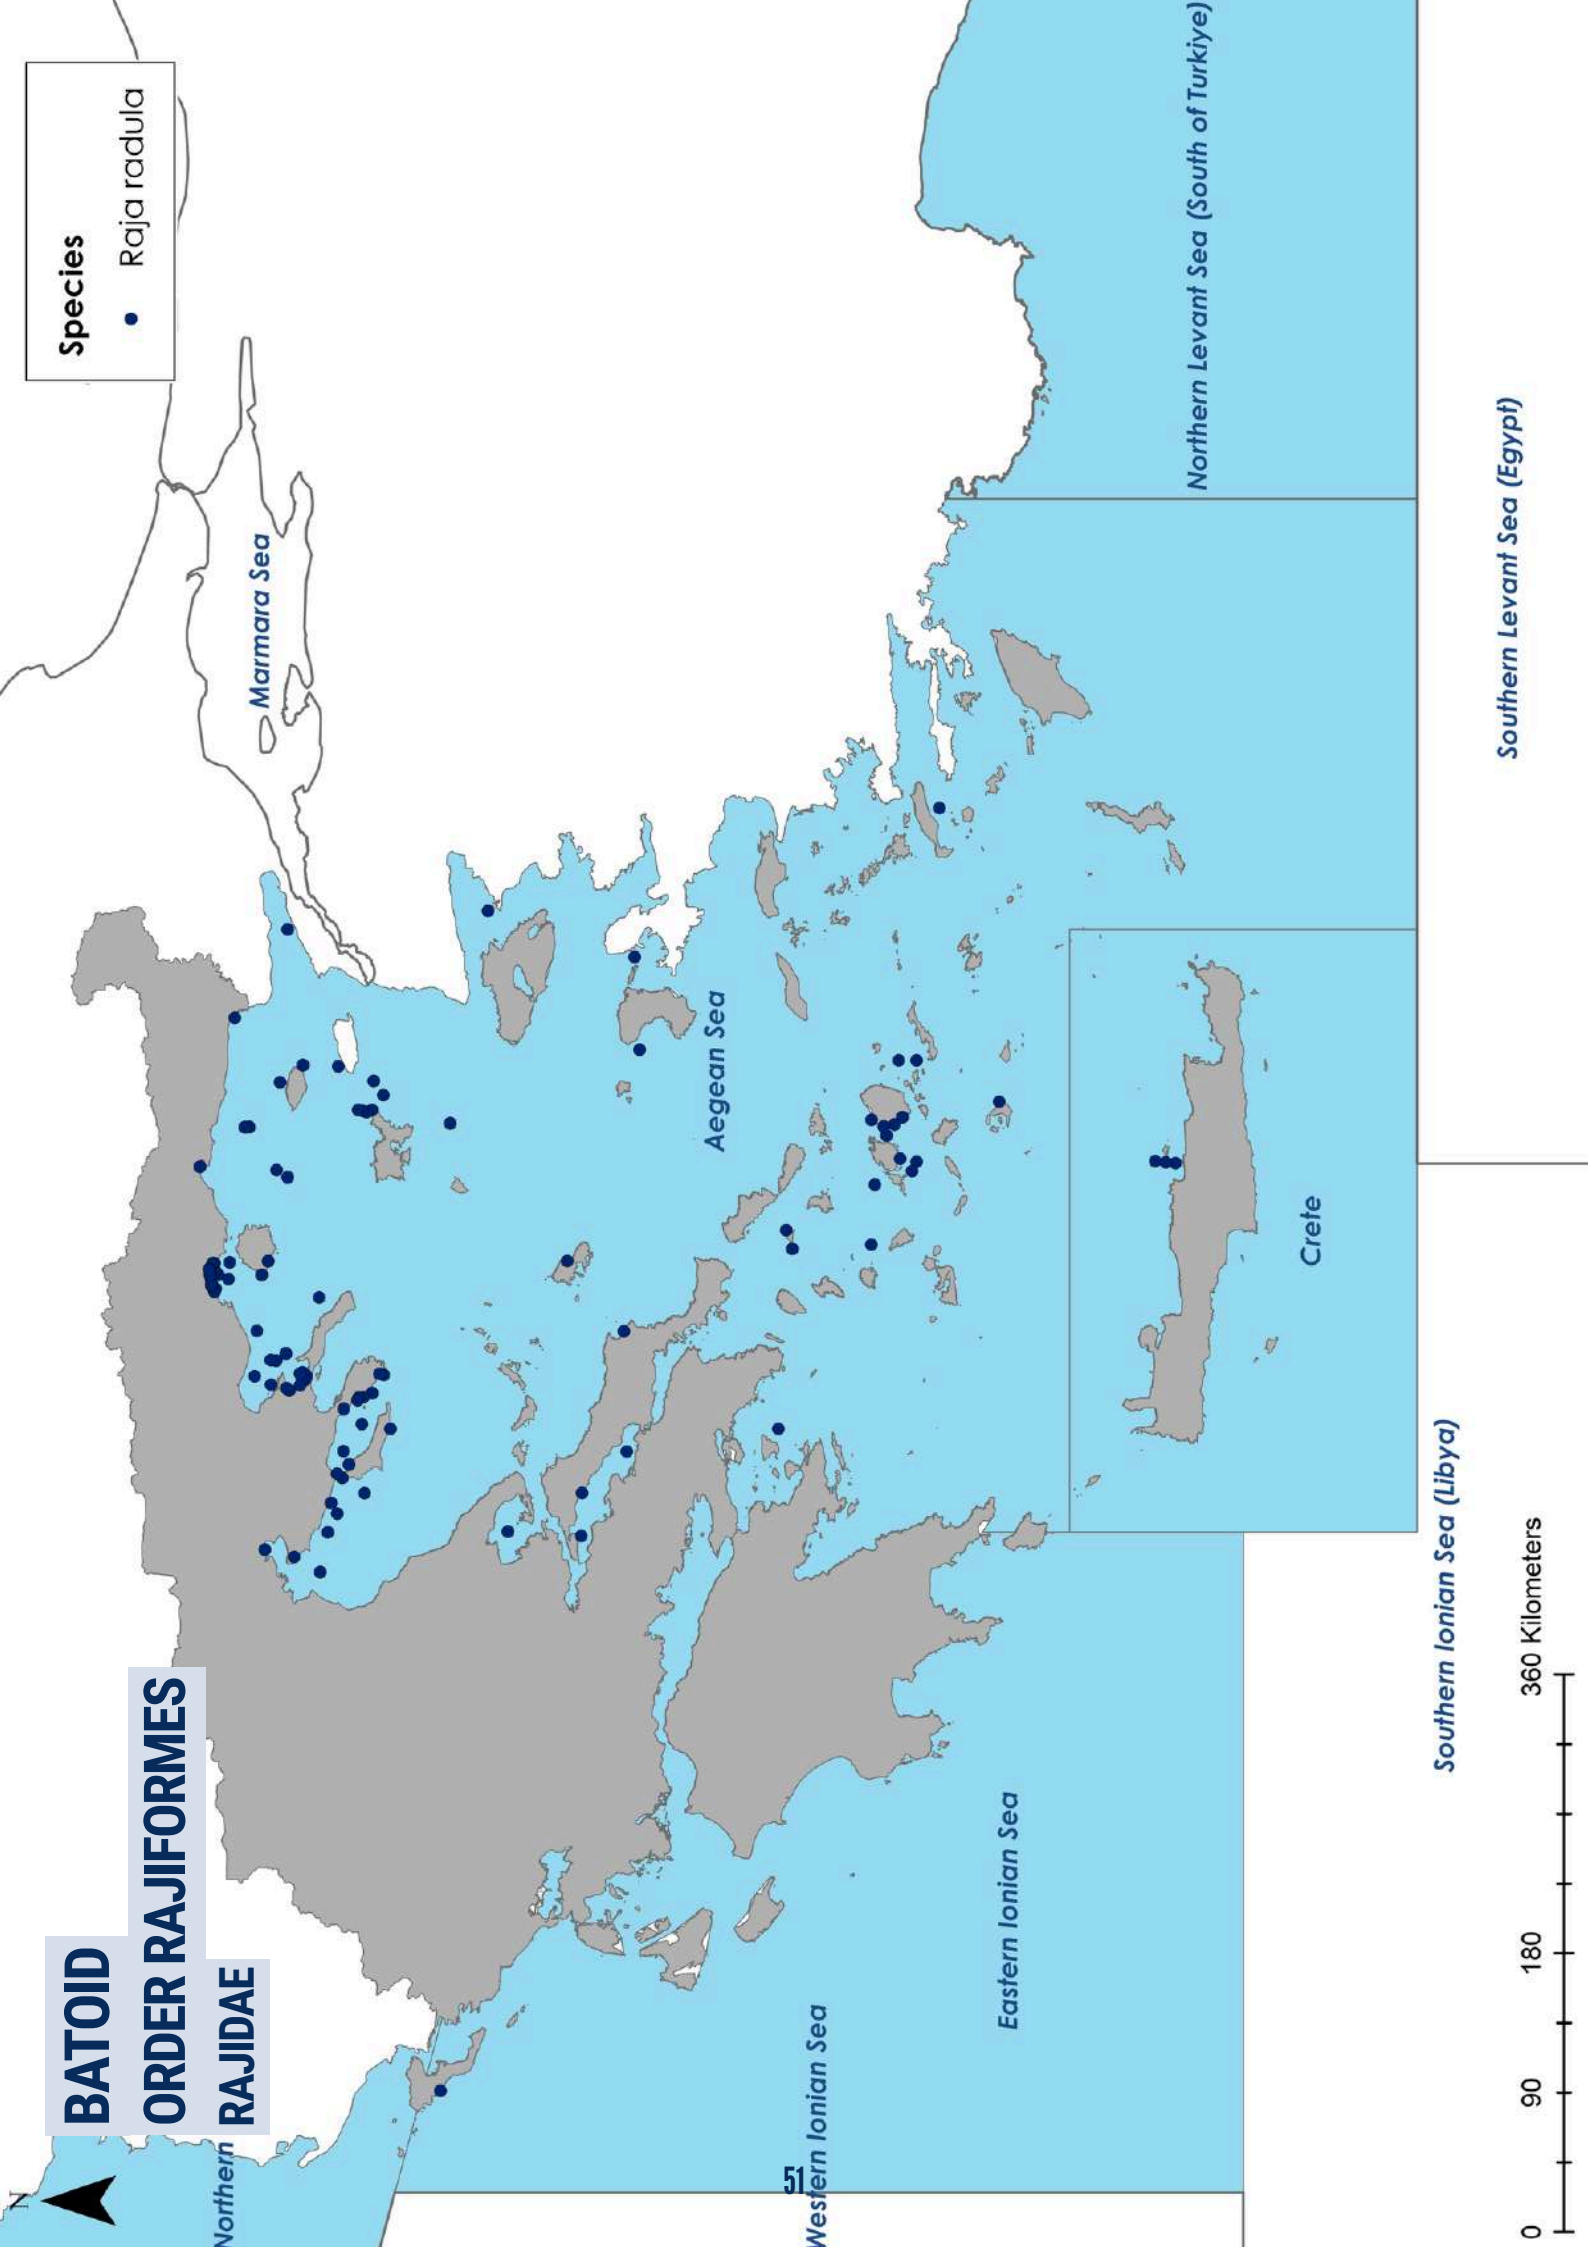 BATOID
ORDER RAJIFORMES
RAJIDAE
N
Species
Raja radula
Marmara Sea
Northern
Aegean Sea
Western Ionian Sea
Eastern Ionian Sea
Crete
Northern Levant Sea (South of Turkiye)
Southern Ionian Sea (Libya)
Southern Levant Sea (Egypt)
0 90 180 360 Kilometers
51